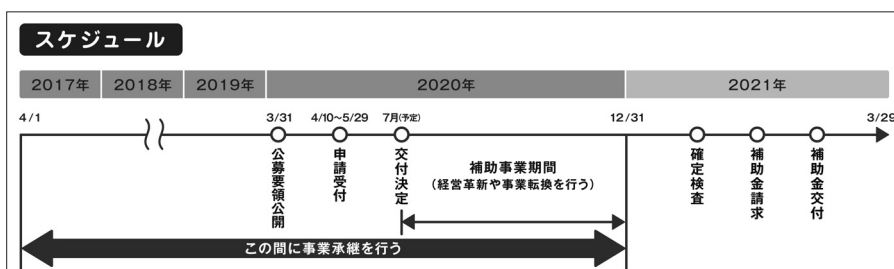 スケジュール
2017年 2018年 2019年 2020年 2021年
4/1 3/31 4/10~5/29 7月(予定) 12/31 3/29
公募要領公開
申請受付
交付決定
補助事業期間
(経営革新や事業転換を行う)
確定検査
補助金請求
補助金交付
この間に事業承継を行う